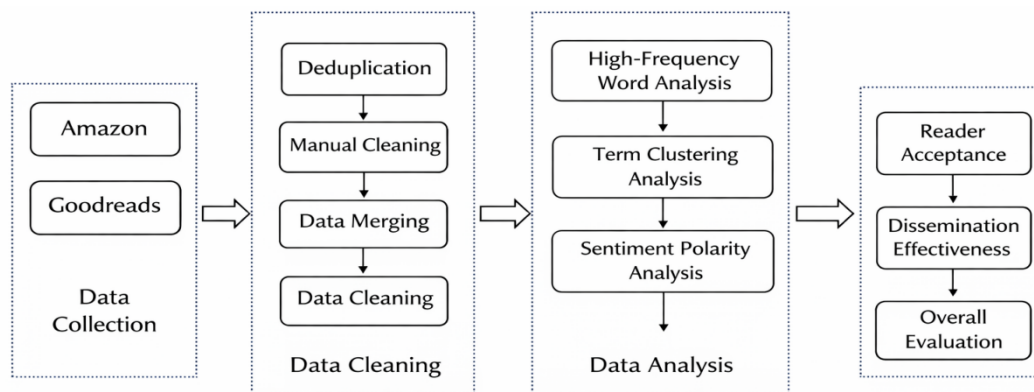 Amazon
Goodreads
Data
Collection
Deduplication
Manual Cleaning
Data Merging
Data Cleaning
Data Cleaning
High-Frequency
Word Analysis
Term Clustering
Analysis
Sentiment Polarity
Analysis
Data Analysis
Reader
Acceptance
Dissemination
Effectiveness
Overall
Evaluation